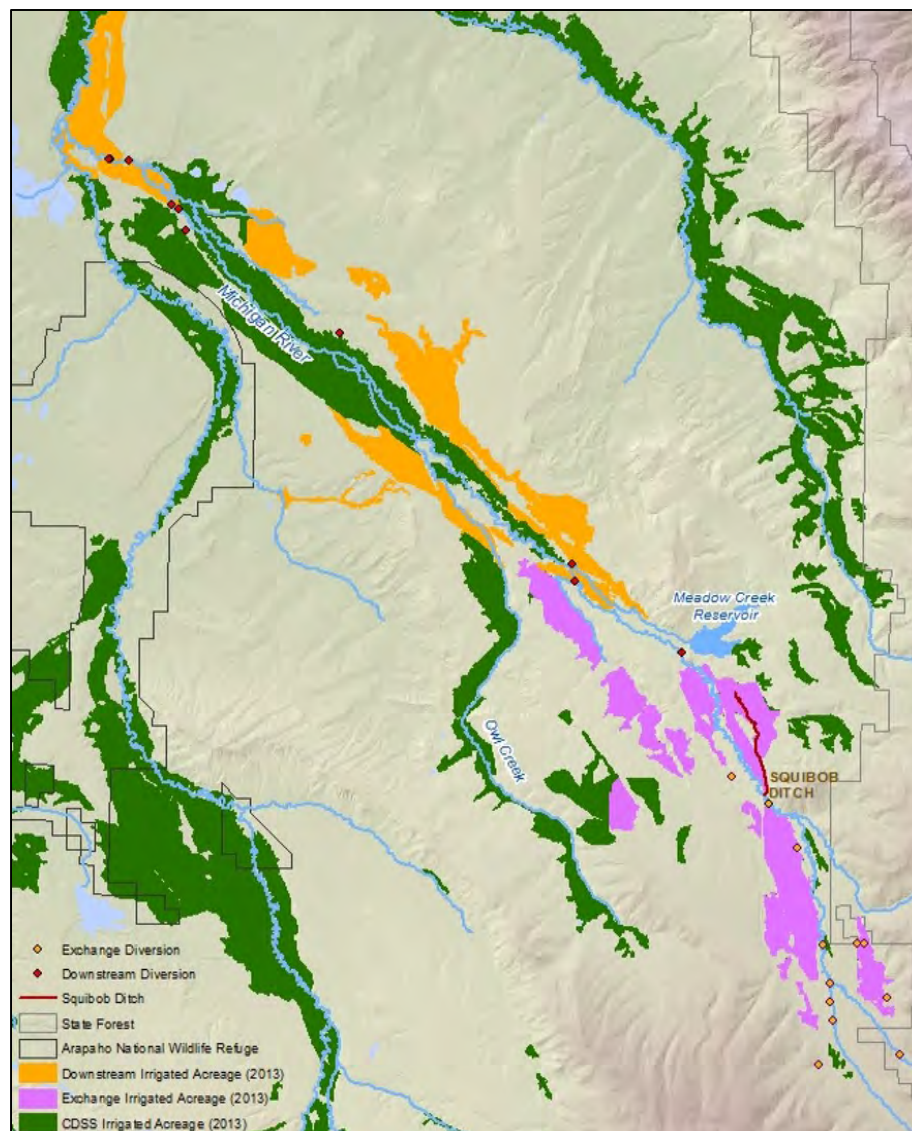 Michigan River
Meadow Creek
Reservoir
Owl Creek
SQUIBOB
DITCH
Exchange Diversion
Downstream Diversion
Squibob Ditch
State Forest
Arapaho National Wildlife Refuge
Downstream Irrigated Acreage (2013)
Exchange Irrigated Acreage (2013)
CDSS Irrigated Acreage (2013)